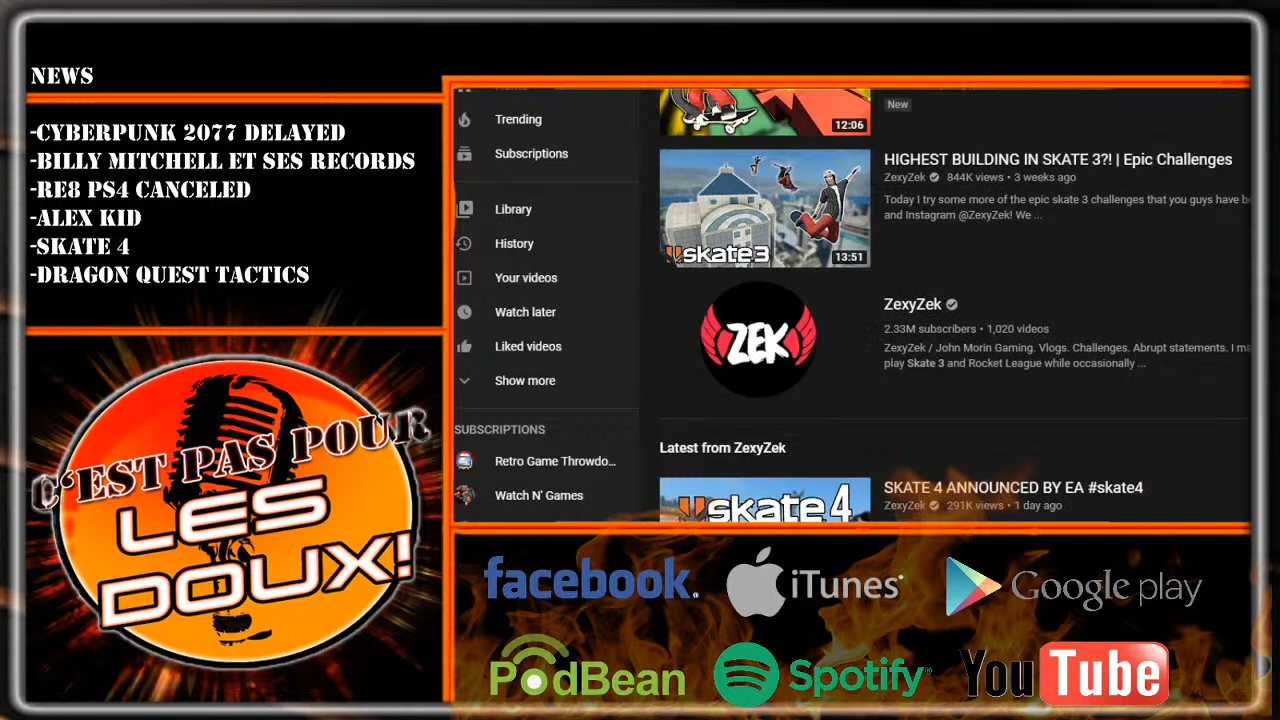 NEWS
-CYBERPUNK 2077 DELAYED
-BILLY MITCHELL ET SES RECORDS
-RE8 PS4 CANCELED
-ALEX KID
-SKATE 4
-DRAGON QUEST TACTICS
C'EST PAS POUR
LES
DOUX!
Trending
Subscriptions
Library
History
Your videos
Watch later
Liked videos
Show more
SUBSCRIPTIONS
Retro Game Throwdo...
Watch N' Games
12:06
New
skate3
13:51
HIGHEST BUILDING IN SKATE 3?! | Epic Challenges
ZexyZek 844K views • 3 weeks ago
Today I try some more of the epic skate 3 challenges that you guys have
and Instagram @ZexyZek! We ...
ZEK
ZexyZek
2.33M subscribers • 1,020 videos
ZexyZek / John Morin Gaming. Vlogs. Challenges. Abrupt statements. I
play Skate 3 and Rocket League while occasionally ...
Latest from ZexyZek
skate4
SKATE 4 ANNOUNCED BY EA #skate4
ZexyZek 291K views • 1 day ago
facebook®
iTunes
Google play
PodBean
Spotify®
YouTube